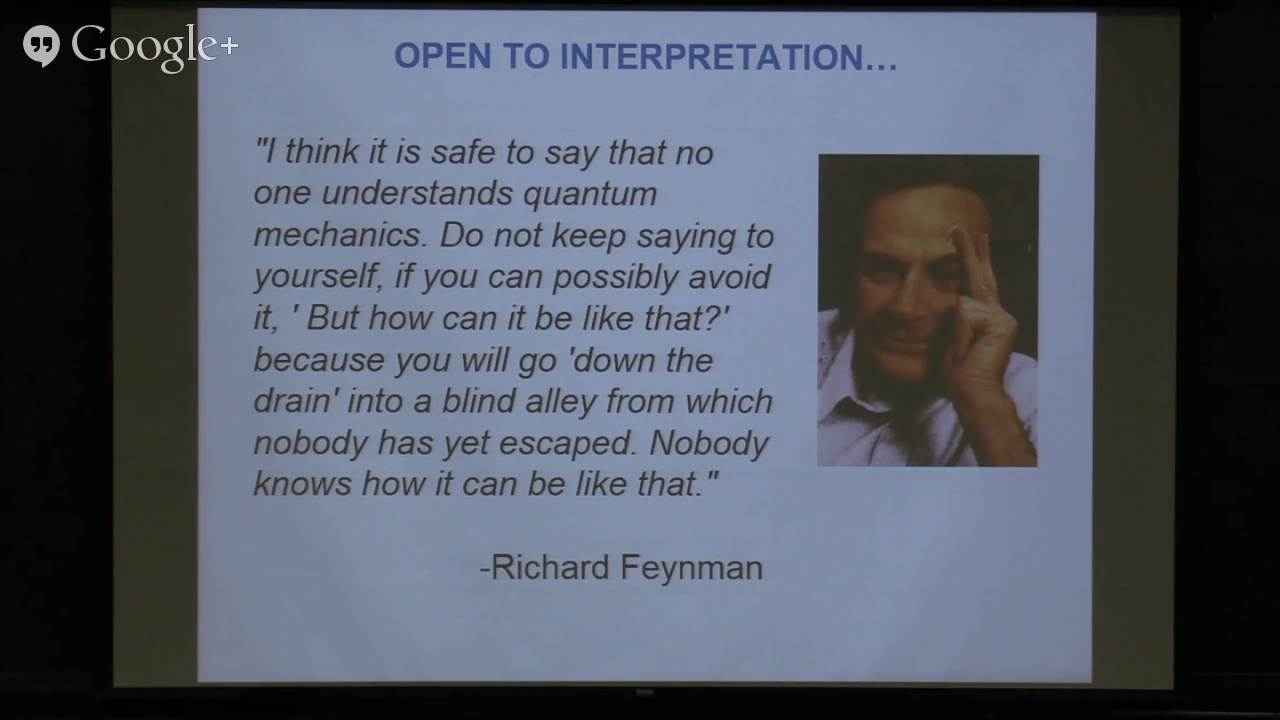 Google+
OPEN TO INTERPRETATION...
"I think it is safe to say that no
one understands quantum
mechanics. Do not keep saying to
yourself, if you can possibly avoid
it, ' But how can it be like that?'
because you will go 'down the
drain' into a blind alley from which
nobody has yet escaped. Nobody
knows how it can be like that."
-Richard Feynman